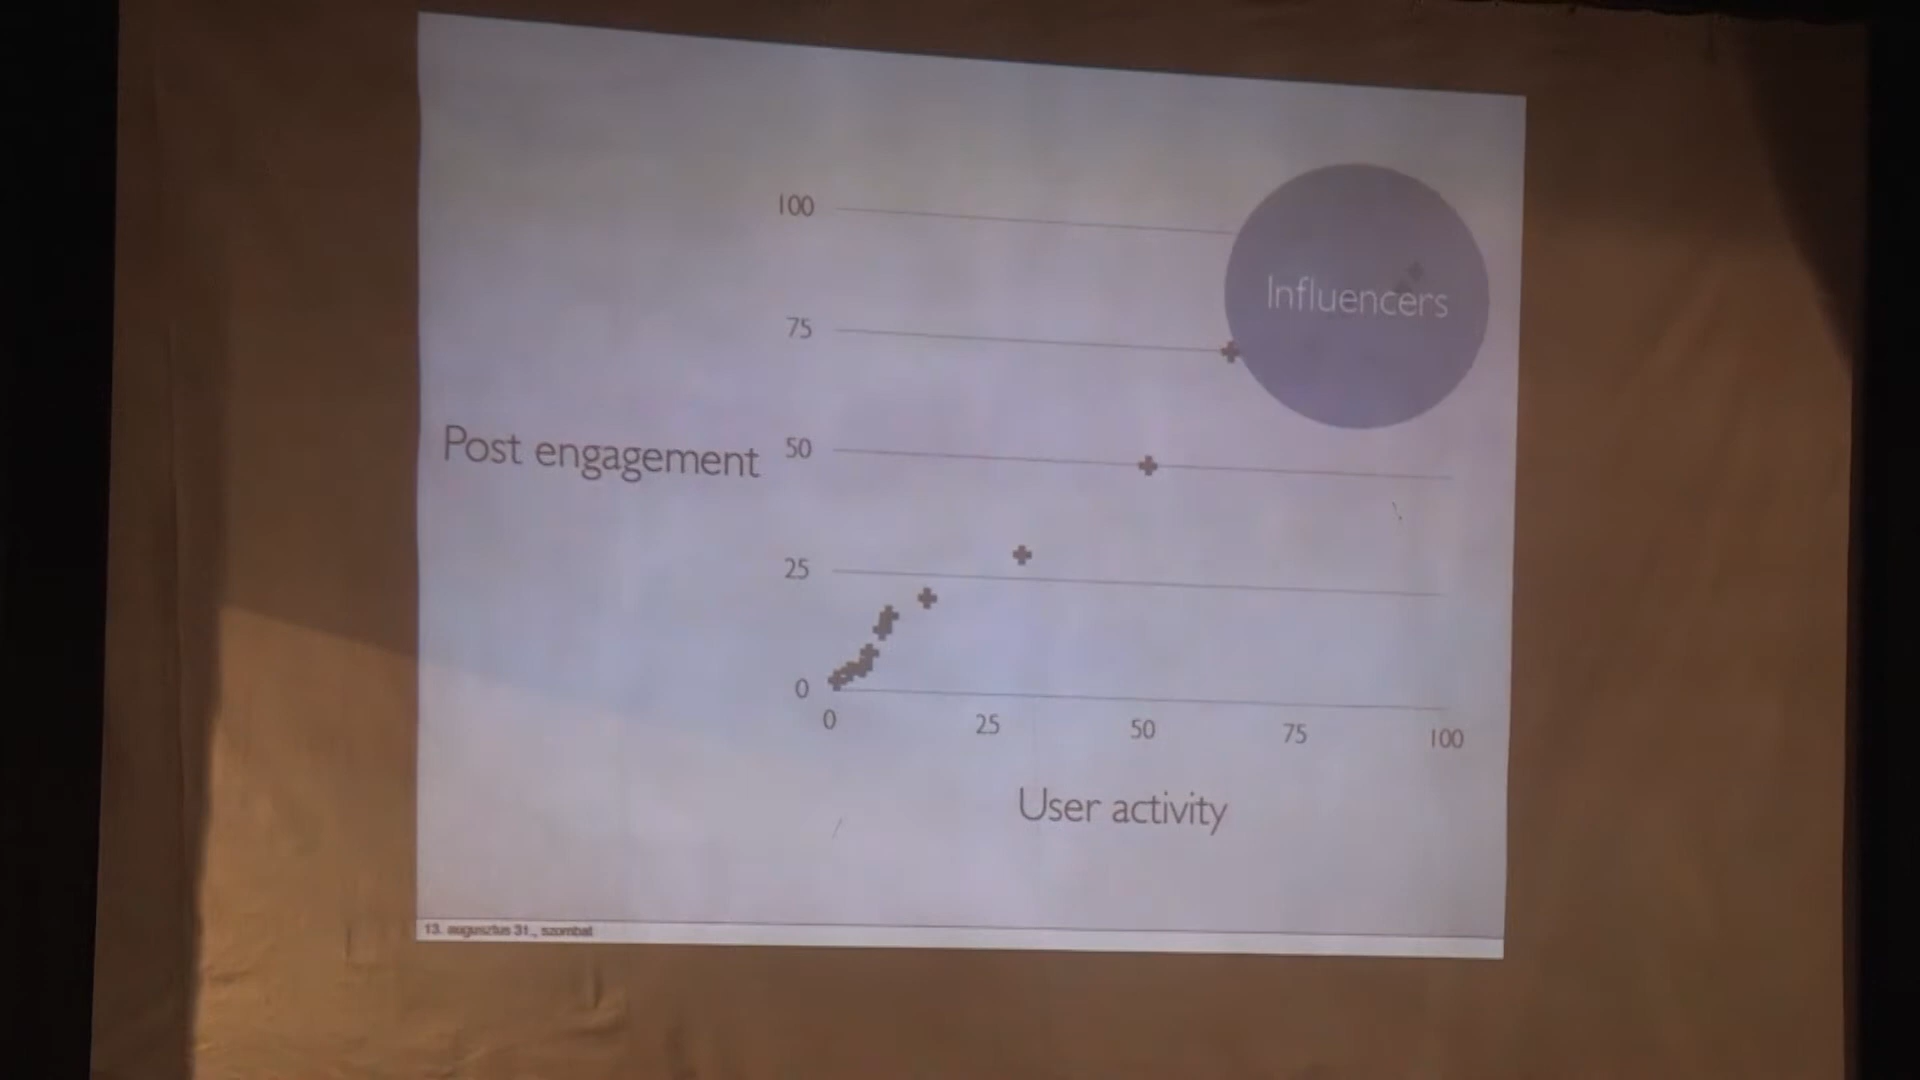 100
Influencers
75
Post engagement
50
25
0
0 25 50 75 100
User activity
13. augusztus 31., szombat